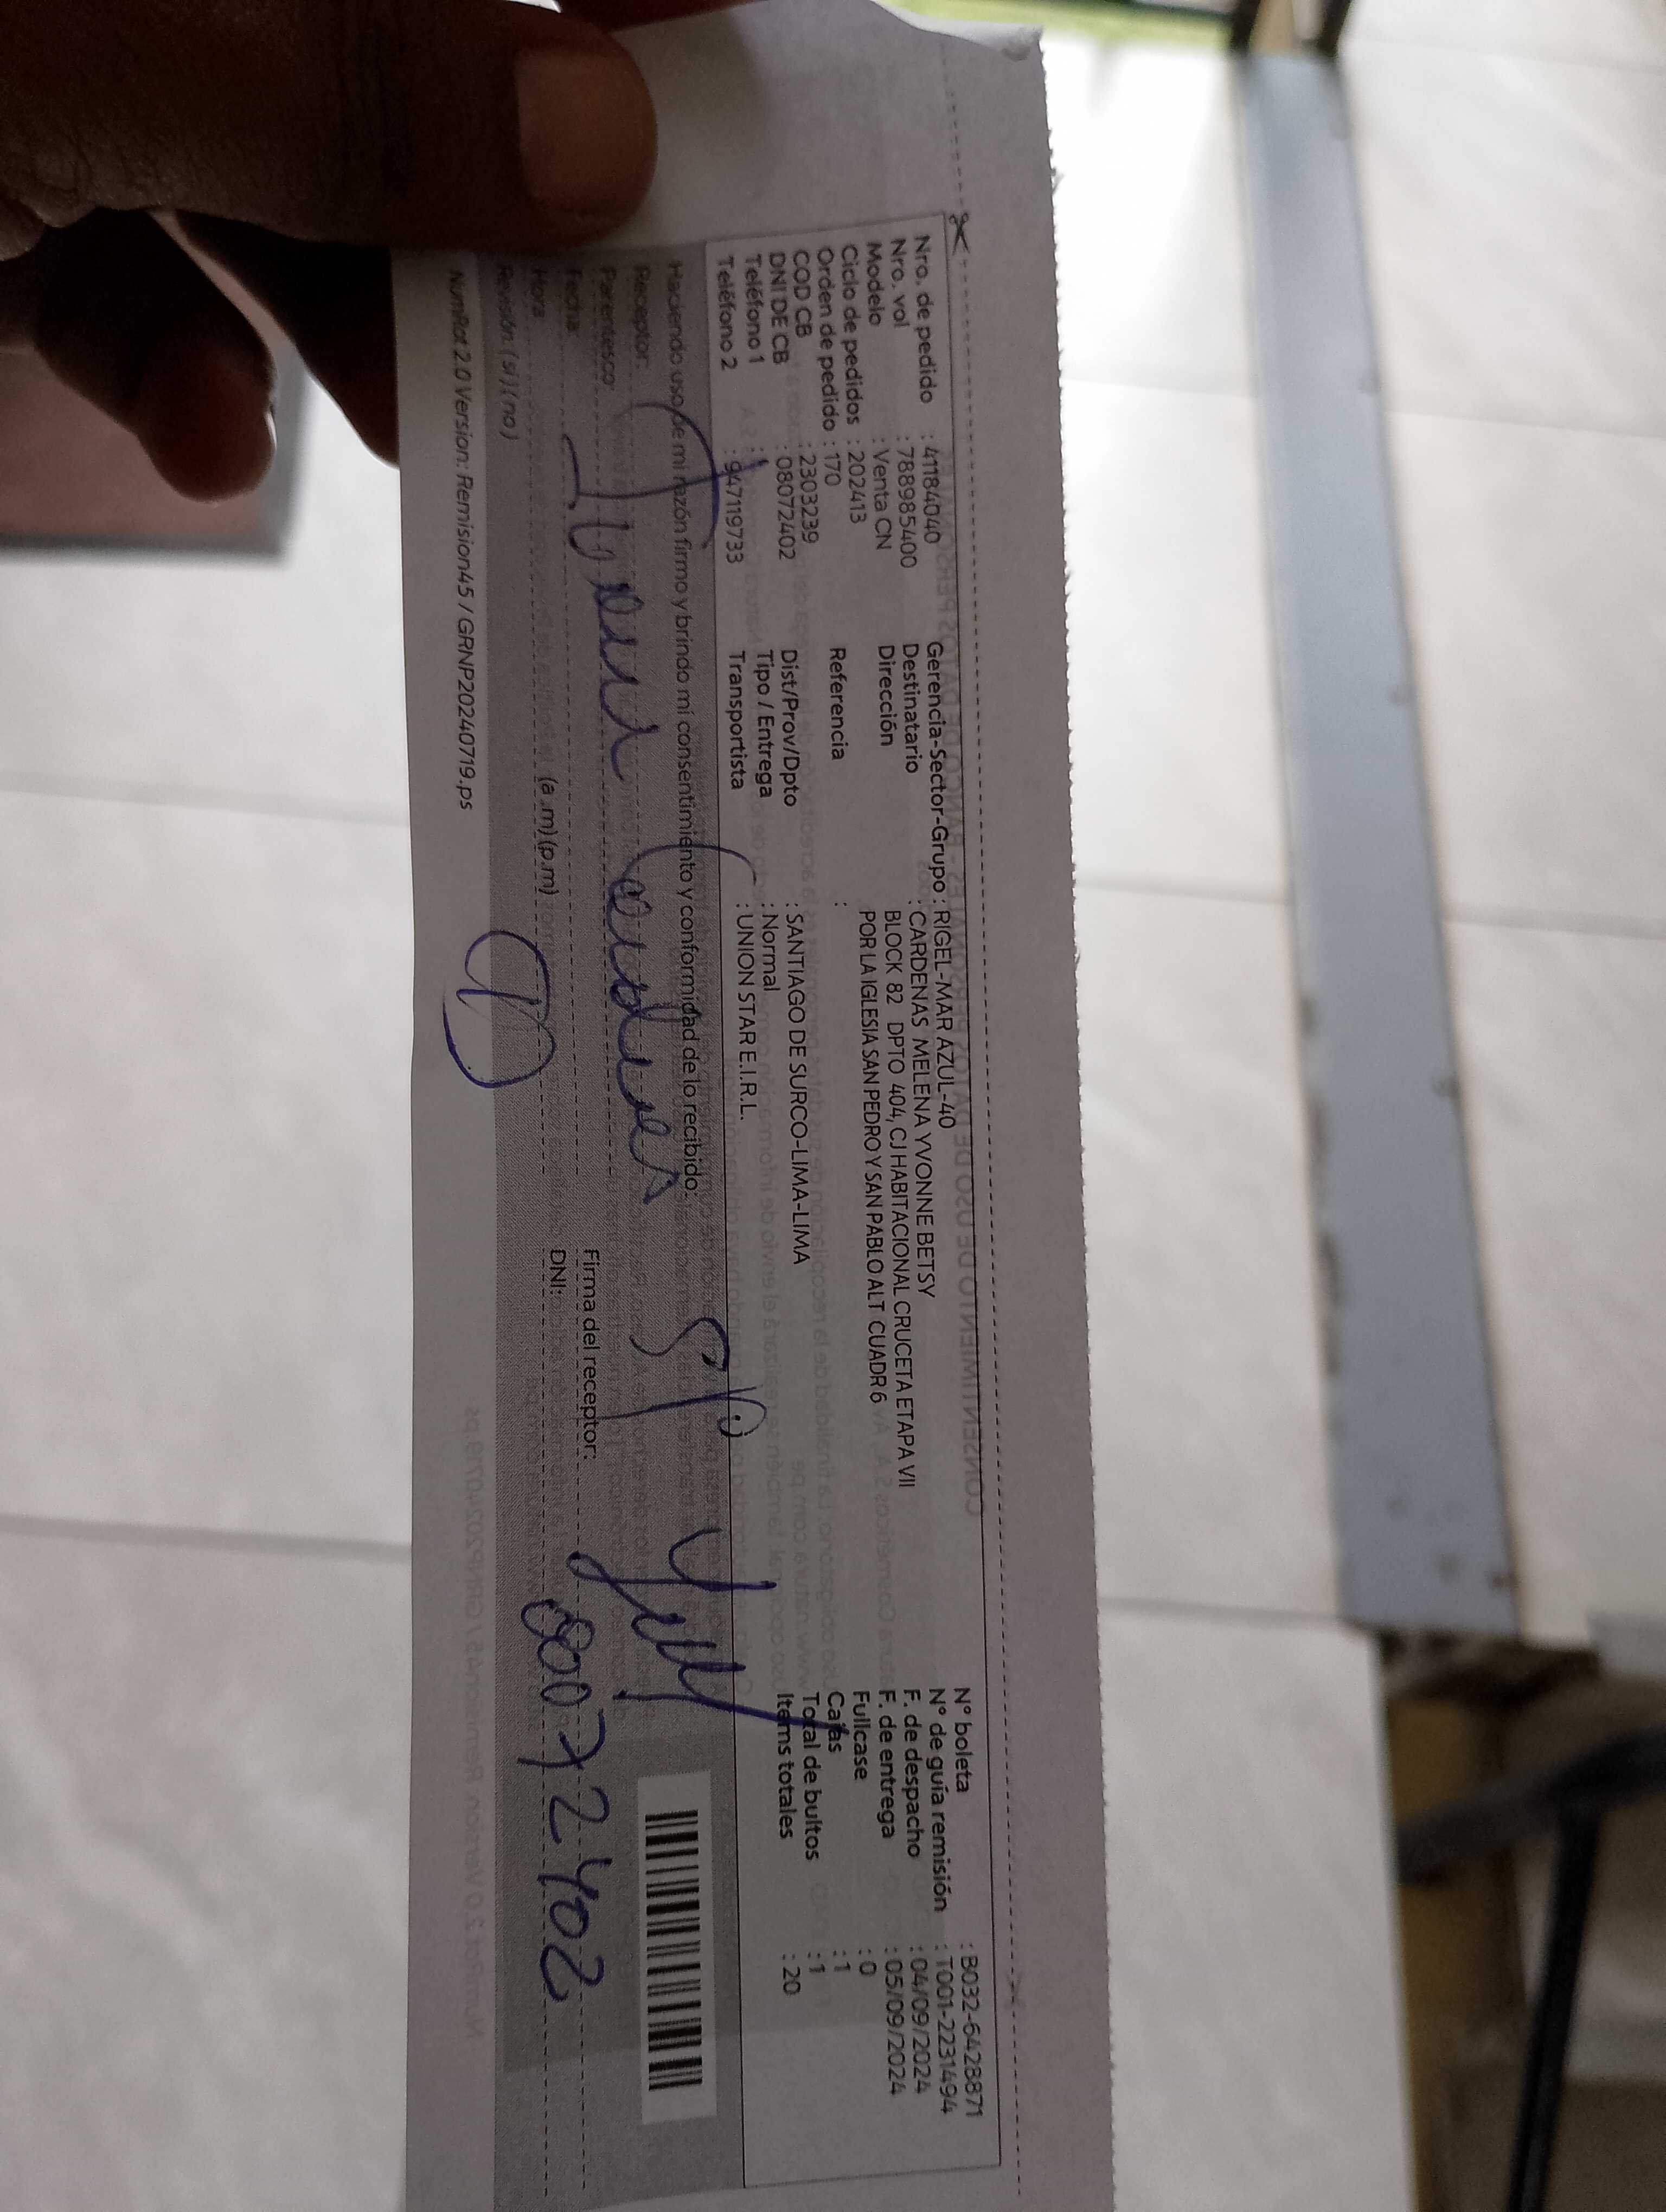 Nro. de pedido : 41184040
Nro. vol : 788985400
Modelo : Venta CN
Ciclo de pedidos : 202413
Orden de pedido : 170
COD CB : 2303239
DNI DE CB : 08072402
Teléfono 1 :
Teléfono 2 : 947119733
Gerencia-Sector-Grupo : RIGEL-MAR AZUL-40
Destinatario : CARDENAS MELENA YVONNE BETSY
Dirección BLOCK 82 DPTO 404, CJ HABITACIONAL CRUCETA ETAPA VII
POR LA IGLESIA SAN PEDRO Y SAN PABLO ALT CUADR 6
Referencia :
Dist/Prov/Dpto : SANTIAGO DE SURCO-LIMA-LIMA
Tipo / Entrega : Normal
Transportista : UNION STAR E.I.R.L.
N° boleta : B032-6428871
N° de guía remisión : T001-2231494
F. de despacho : 04/09/2024
F. de entrega : 05/09/2024
Fullcase : 0
Cajas : 1
Total de bultos : 1
Items totales : 20
Haciendo uso de mi razón firmo y brindo mi consentimiento y conformidad de lo recibido:
Receptor:
Parentesco:
Fecha:
Hora (a.m)(p.m)
Revisión: ( si ) ( no )
Firma del receptor:
DNI: 08072402
NumRot 2.0 Version: Remision45 / GRNP20240719.ps